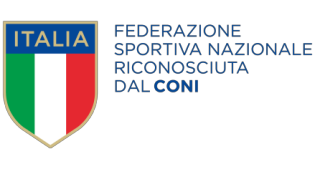 ITALIA
FEDERAZIONE
SPORTIVA NAZIONALE
RICONOSCIUTA
DAL CONI